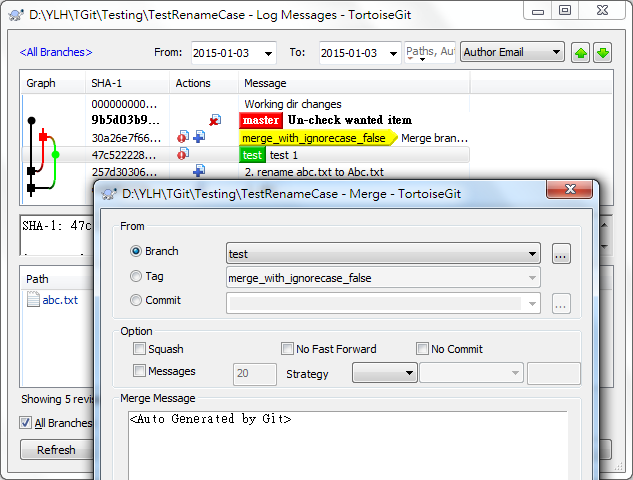 D:\YLH\TGit\Testing\TestRenameCase - Log Messages - TortoiseGit
<All Branches> From: 2015-01-03 To: 2015-01-03 Paths, Au Author Email
Graph SHA-1 Actions Message
000000000... Working dir changes
9b5d03b9... master Un-check wanted item
30a26e7f66... merge_with_ignorecase_false Merge bran...
47c522228... test test 1
257d30306... 2. rename abc.txt to Abc.txt
D:\YLH\TGit\Testing\TestRenameCase - Merge - TortoiseGit
SHA-1: 47c
From
Branch test ...
Path
Tag merge_with_ignorecase_false
abc.txt
Commit ...
Option
Squash No Fast Forward No Commit
Messages 20 Strategy
Showing 5 revis
Merge Message
All Branches
<Auto Generated by Git>
Refresh